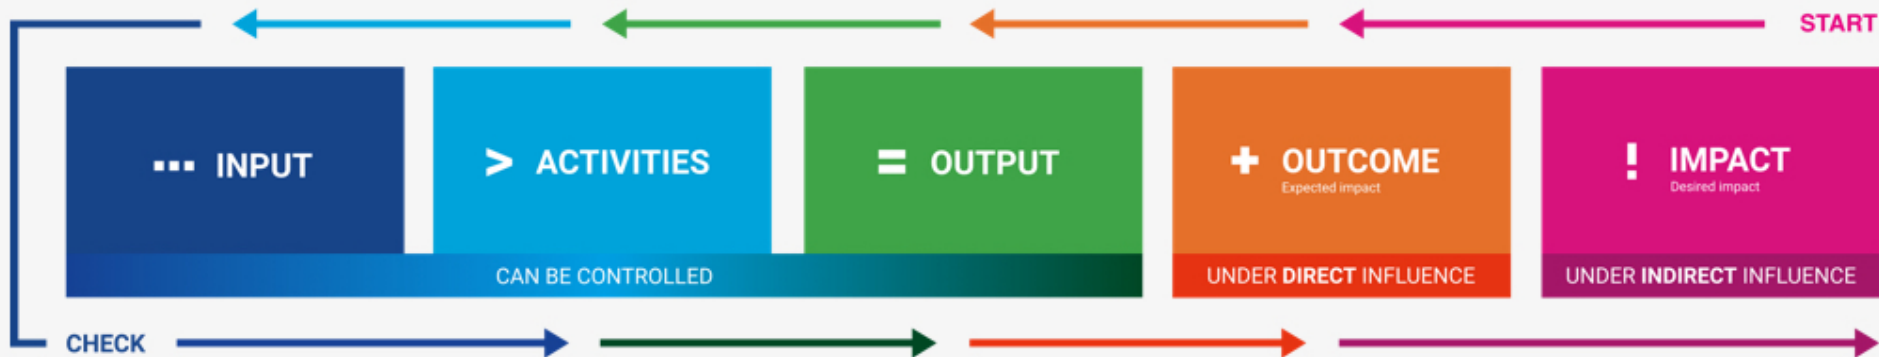 START
... INPUT
> ACTIVITIES
= OUTPUT
+ OUTCOME
Expected impact
! IMPACT
Desired impact
CAN BE CONTROLLED
UNDER DIRECT INFLUENCE
UNDER INDIRECT INFLUENCE
CHECK